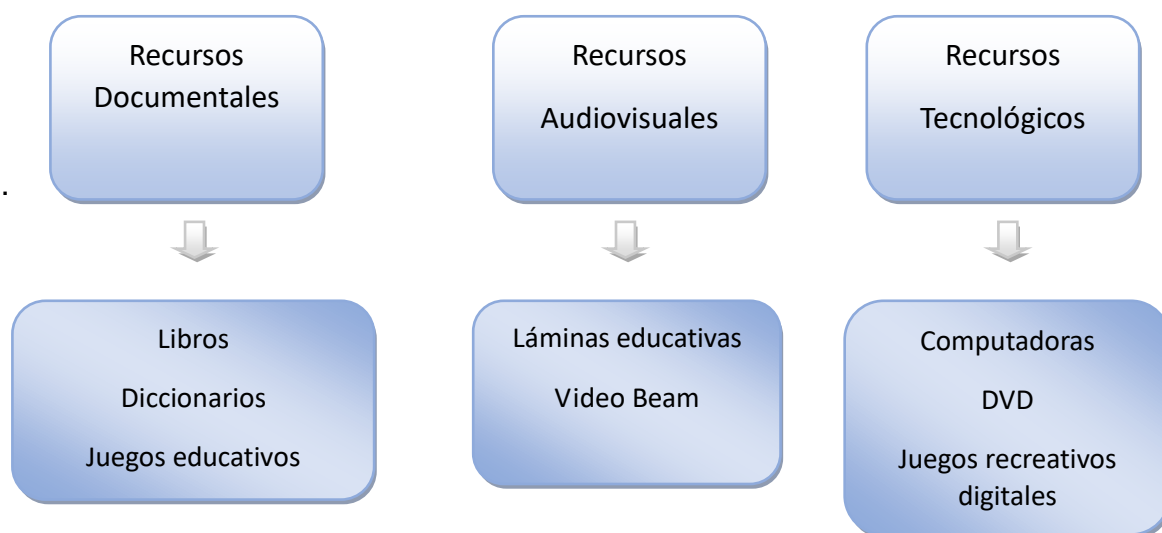 Recursos
Documentales
Recursos
Audiovisuales
Recursos
Tecnológicos
.
Libros
Diccionarios
Juegos educativos
Láminas educativas
Video Beam
Computadoras
DVD
Juegos recreativos
digitales